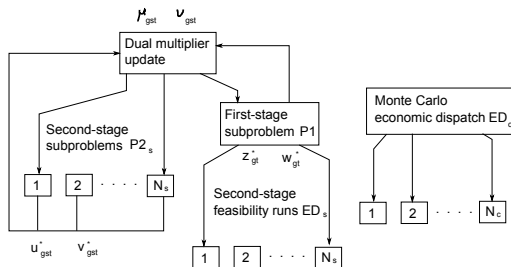 μ_gst ν_gst
Dual multiplier
update
Second-stage
subproblems P2_s
1 2 · · · · N_s
u*_gst v*_gst
First-stage
subproblem P1
z*_gt w*_gt
Second-stage
feasibility runs ED_s
1 2 · · · · N_s
Monte Carlo
economic dispatch ED_c
1 2 · · · · N_c